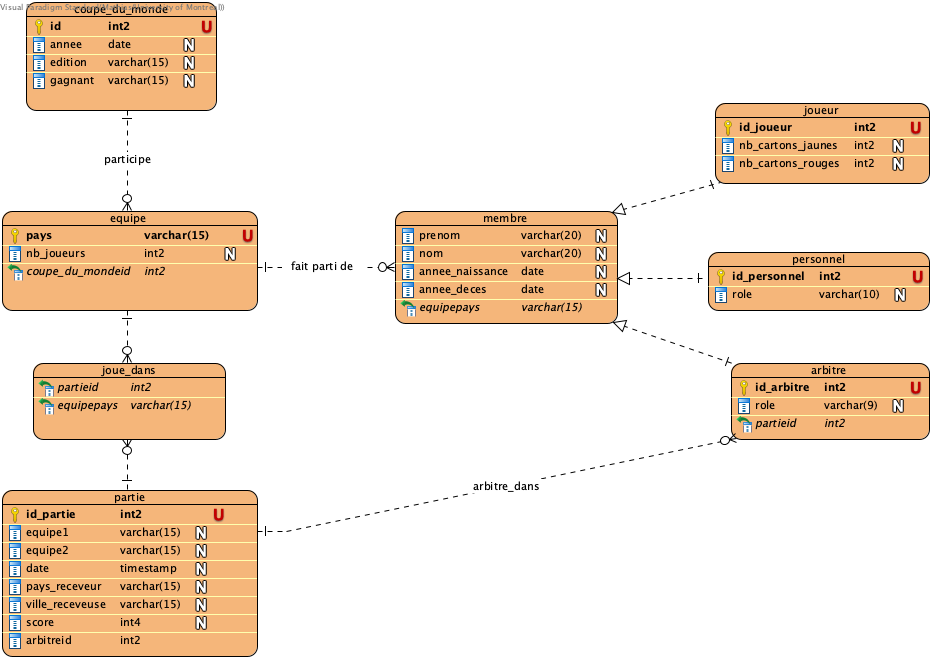 Visual Paradigm Standard(Mathis(University of Montreal))
coupe_du_monde
id int2 U
annee date N
edition varchar(15) N
gagnant varchar(15) N
participe
equipe
pays varchar(15) U
nb_joueurs int2 N
coupe_du_mondeid int2
fait parti de
membre
prenom varchar(20) N
nom varchar(20) N
annee_naissance date N
annee_deces date N
equipepays varchar(15)
joueur
id_joueur int2 U
nb_cartons_jaunes int2 N
nb_cartons_rouges int2 N
personnel
id_personnel int2 U
role varchar(10) N
arbitre
id_arbitre int2 U
role varchar(9) N
partieid int2
joue_dans
partieid int2
equipepays varchar(15)
arbitre_dans
partie
id_partie int2 U
equipe1 varchar(15) N
equipe2 varchar(15) N
date timestamp N
pays_receveur varchar(15) N
ville_receveuse varchar(15) N
score int4 N
arbitreid int2